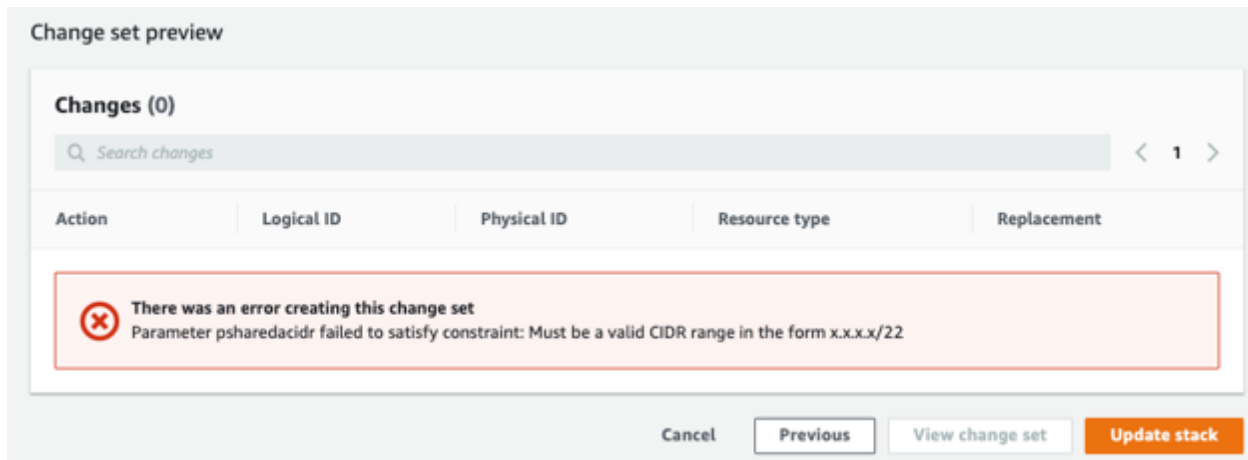 Change set preview
Changes (0)
Search changes
1
Action Logical ID Physical ID Resource type Replacement
There was an error creating this change set
Parameter psharedacidr failed to satisfy constraint: Must be a valid CIDR range in the form x.x.x.x/22
Cancel Previous View change set Update stack